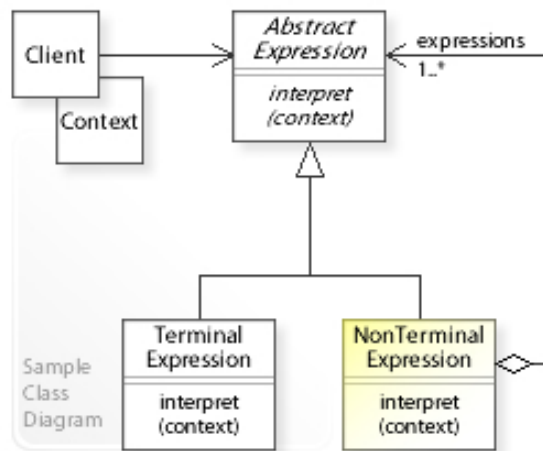 Client
Context
Abstract
Expression
interpret
(context)
expressions
1..*
Terminal
Expression
interpret
(context)
NonTerminal
Expression
interpret
(context)
Sample
Class
Diagram